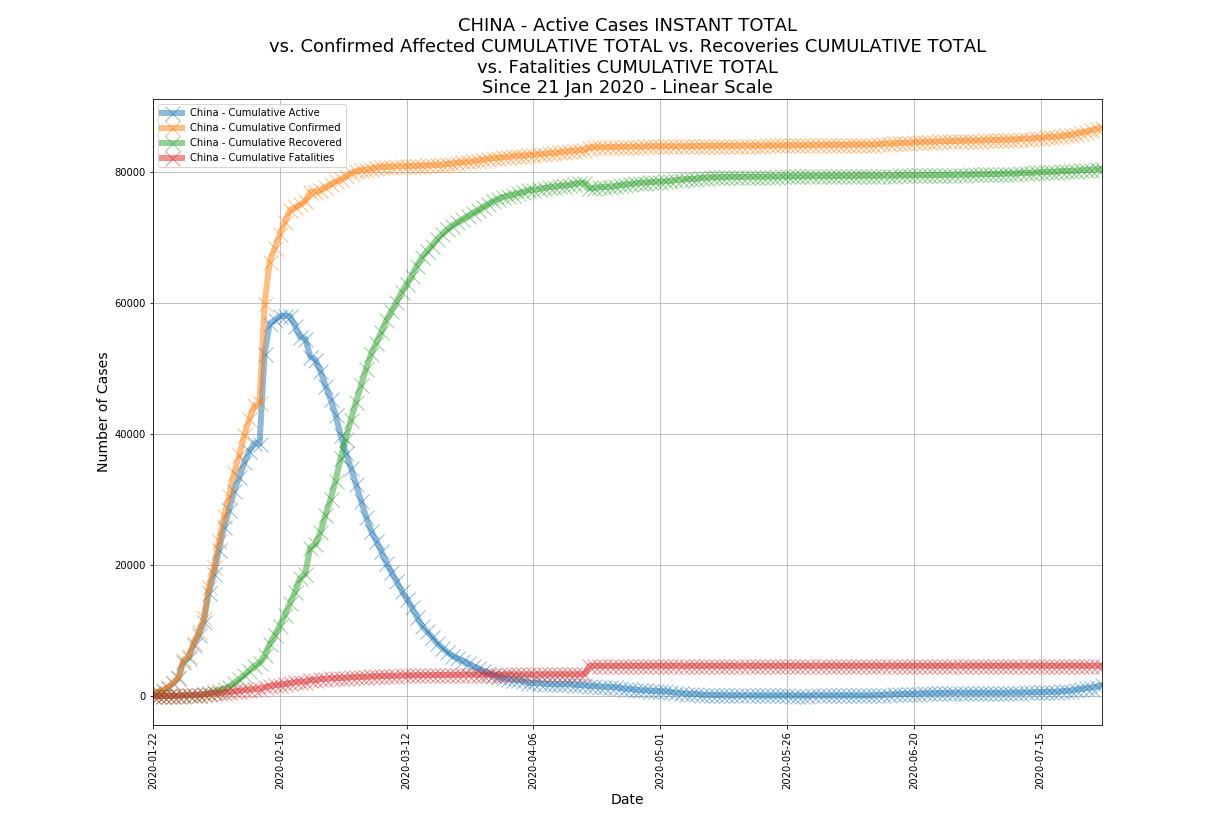 CHINA - Active Cases INSTANT TOTAL
vs. Confirmed Affected CUMULATIVE TOTAL vs. Recoveries CUMULATIVE TOTAL
vs. Fatalities CUMULATIVE TOTAL
Since 21 Jan 2020 - Linear Scale
China - Cumulative Active
China - Cumulative Confirmed
China - Cumulative Recovered
China - Cumulative Fatalities
Number of Cases
80000
60000
40000
20000
0
2020-01-22
2020-02-16
2020-03-12
2020-04-06
2020-05-01
2020-05-26
2020-06-20
2020-07-15
Date